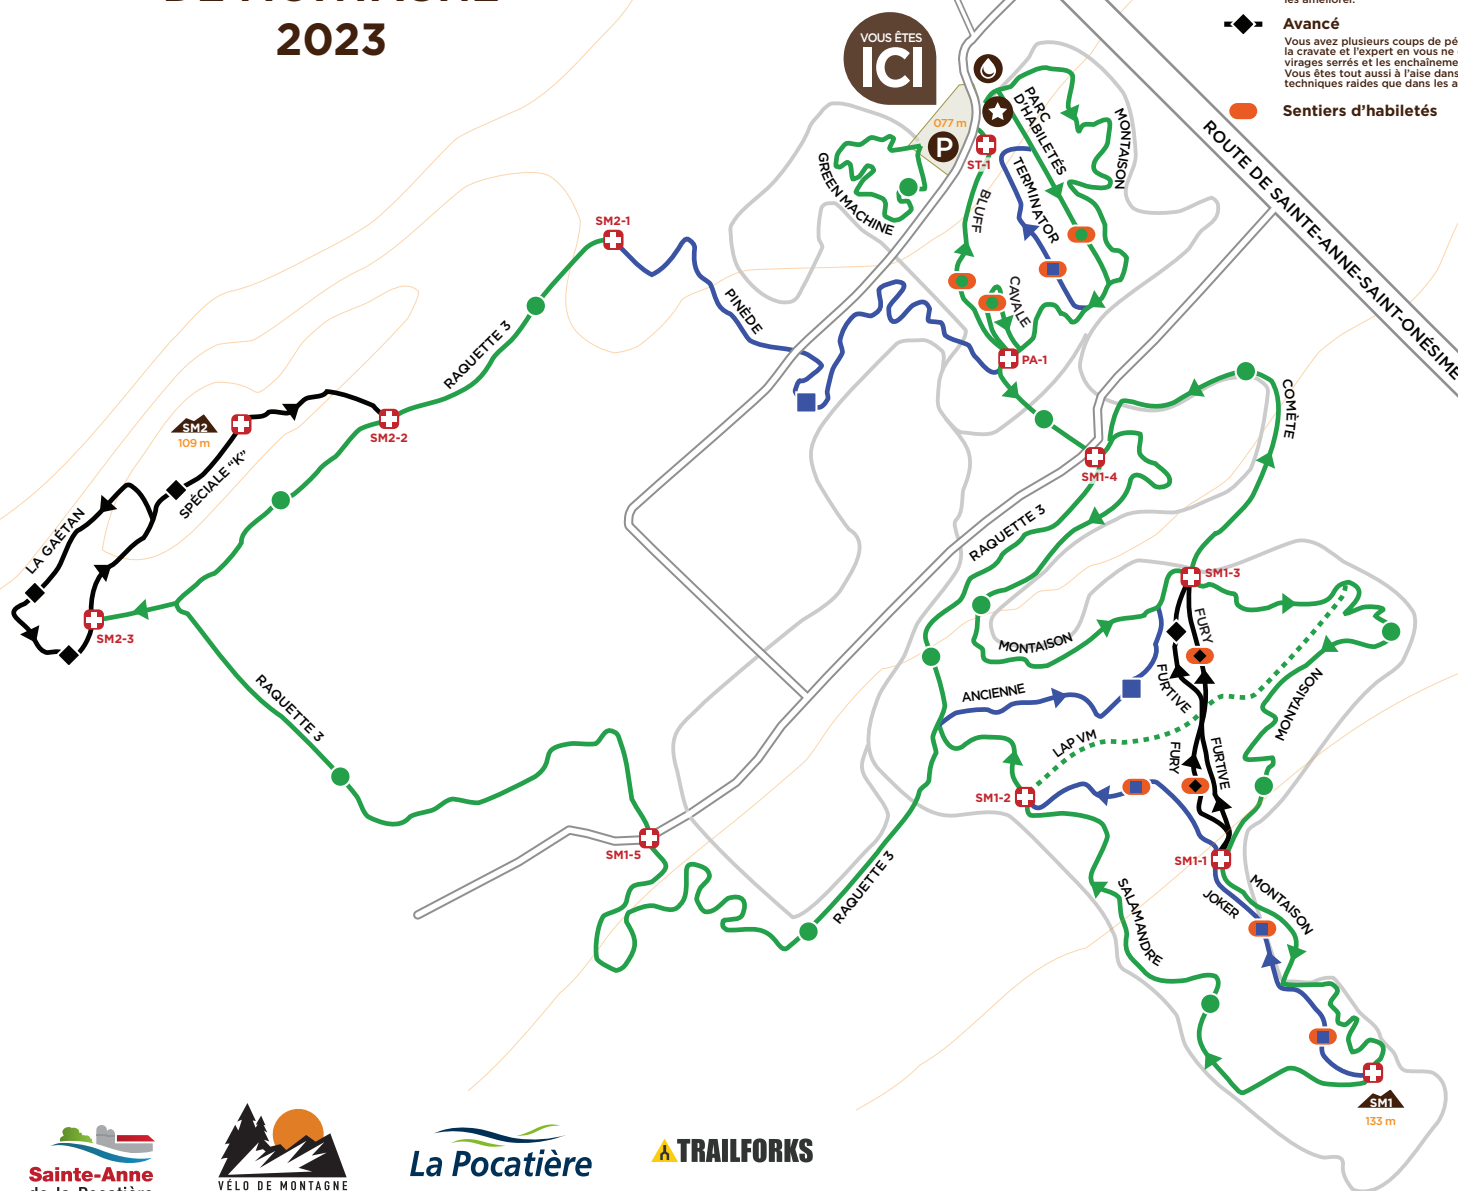 2023
les améliorer.
Avancé
Vous avez plusieurs coups de pé
la cravate et l'expert en vous ne
virages serrés et les enchaîneme
Vous êtes tout aussi à l'aise dans
techniques raides que dans les a
Sentiers d'habiletés
VOUS ÊTES
ICI
077 m
P
ST-1
PARC
D'HABILETÉS
MONTAISON
GREEN MACHINE
TERMINATOR
BLUFF
CAVALE
ROUTE DE SAINTE-ANNE-SAINT-ONÉSIME
SM2-1
PINÈDE
RAQUETTE 3
PA-1
COMÈTE
SM2
109 m
SM2-2
SPÉCIALE "K"
LA GAÉTAN
SM1-4
RAQUETTE 3
SM2-3
SM1-3
FURY
MONTAISON
FURTIVE
ANCIENNE
MONTAISON
RAQUETTE 3
LAP VM
FURY
FURTIVE
SM1-2
SM1-5
SM1-1
RAQUETTE 3
JOKER
MONTAISON
SALAMANDRE
SM1
133 m
Sainte-Anne
de la Pocatière
VÉLO DE MONTAGNE
La Pocatière
TRAILFORKS